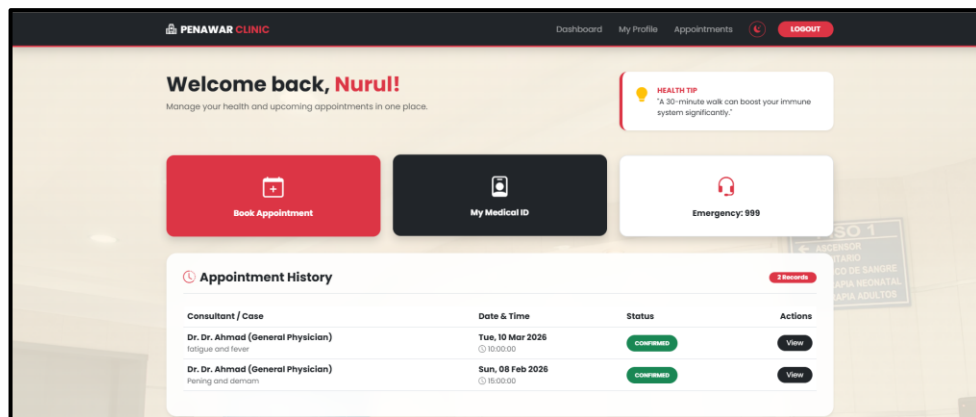 PENAWAR CLINIC
Dashboard My Profile Appointments LOGOUT
Welcome back, Nurul!
Manage your health and upcoming appointments in one place.
HEALTH TIP
"A 30-minute walk can boost your immune
system significantly."
Book Appointment
My Medical ID
Emergency: 999
Appointment History
2 Records
Consultant / Case Date & Time Status Actions
Dr. Dr. Ahmad (General Physician) Tue, 10 Mar 2026 CONFIRMED View
fatigue and fever 10:00:00
Dr. Dr. Ahmad (General Physician) Sun, 08 Feb 2026 CONFIRMED View
Pening and demam 15:00:00
ASCENSOR